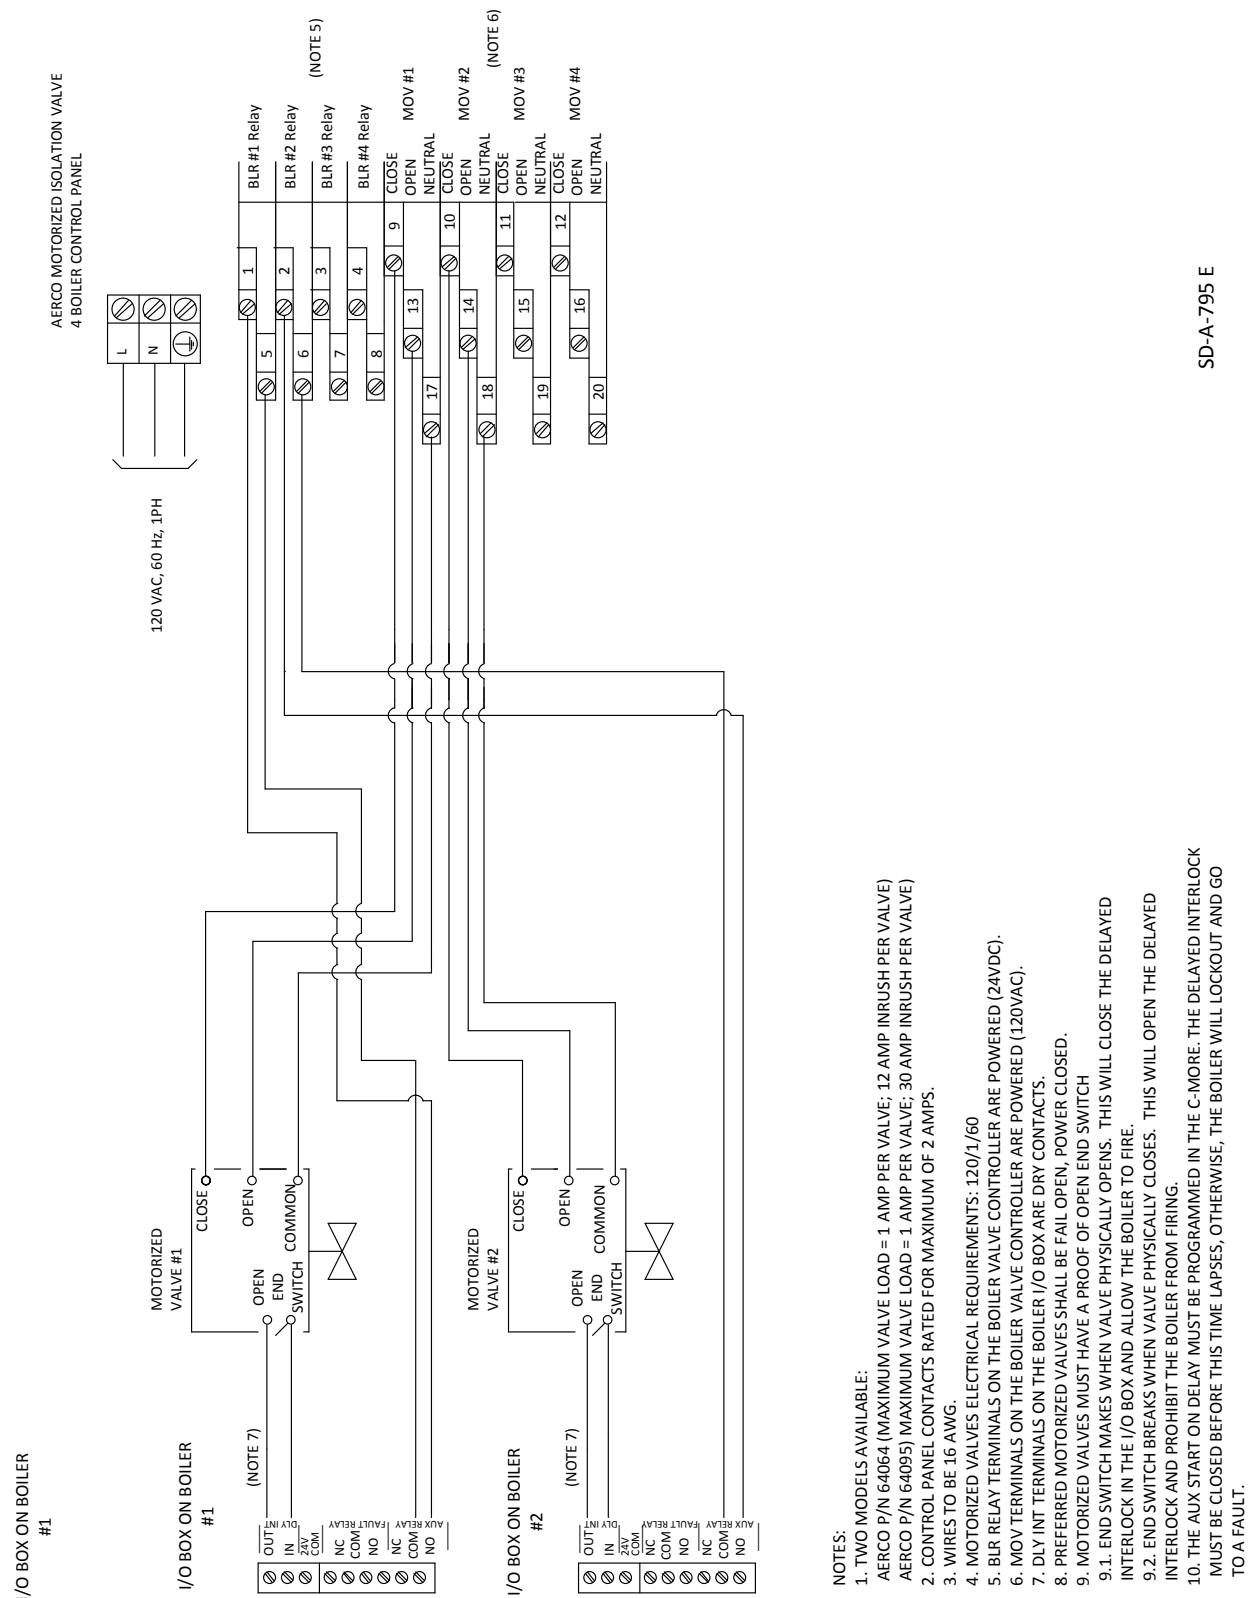 I/O BOX ON BOILER
#1
I/O BOX ON BOILER
#1
(NOTE 7)
OUT
IN
DLY INT
24V
COM
NC
COM
NO
FAULT RELAY
NC
COM
NO
AUX RELAY
MOTORIZED
VALVE #1
CLOSE
OPEN
COMMON
OPEN
END
SWITCH
I/O BOX ON BOILER
#2
(NOTE 7)
OUT
IN
DLY INT
24V
COM
NC
COM
NO
FAULT RELAY
NC
COM
NO
AUX RELAY
MOTORIZED
VALVE #2
CLOSE
OPEN
COMMON
OPEN
END
SWITCH
120 VAC, 60 Hz, 1PH
L
N
AERCO MOTORIZED ISOLATION VALVE
4 BOILER CONTROL PANEL
1
BLR #1 Relay
5
2
BLR #2 Relay
6
3
BLR #3 Relay
7
4
BLR #4 Relay
8
(NOTE 5)
9
CLOSE
13
OPEN
MOV #1
17
NEUTRAL
10
CLOSE
14
OPEN
MOV #2
18
NEUTRAL
(NOTE 6)
11
CLOSE
15
OPEN
MOV #3
19
NEUTRAL
12
CLOSE
16
OPEN
MOV #4
20
NEUTRAL
NOTES:
1. TWO MODELS AVAILABLE:
AERCO P/N 64064 (MAXIMUM VALVE LOAD = 1 AMP PER VALVE; 12 AMP INRUSH PER VALVE)
AERCO P/N 64095) MAXIMUM VALVE LOAD = 1 AMP PER VALVE; 30 AMP INRUSH PER VALVE)
2. CONTROL PANEL CONTACTS RATED FOR MAXIMUM OF 2 AMPS.
3. WIRES TO BE 16 AWG.
4. MOTORIZED VALVES ELECTRICAL REQUIREMENTS: 120/1/60
5. BLR RELAY TERMINALS ON THE BOILER VALVE CONTROLLER ARE POWERED (24VDC).
6. MOV TERMINALS ON THE BOILER VALVE CONTROLLER ARE POWERED (120VAC).
7. DLY INT TERMINALS ON THE BOILER I/O BOX ARE DRY CONTACTS.
8. PREFERRED MOTORIZED VALVES SHALL BE FAIL OPEN, POWER CLOSED.
9. MOTORIZED VALVES MUST HAVE A PROOF OF OPEN END SWITCH
9.1. END SWITCH MAKES WHEN VALVE PHYSICALLY OPENS. THIS WILL CLOSE THE DELAYED
INTERLOCK IN THE I/O BOX AND ALLOW THE BOILER TO FIRE.
9.2. END SWITCH BREAKS WHEN VALVE PHYSICALLY CLOSES. THIS WILL OPEN THE DELAYED
INTERLOCK AND PROHIBIT THE BOILER FROM FIRING.
10. THE AUX START ON DELAY MUST BE PROGRAMMED IN THE C-MORE. THE DELAYED INTERLOCK
MUST BE CLOSED BEFORE THIS TIME LAPSES, OTHERWISE, THE BOILER WILL LOCKOUT AND GO
TO A FAULT.
SD-A-795 E